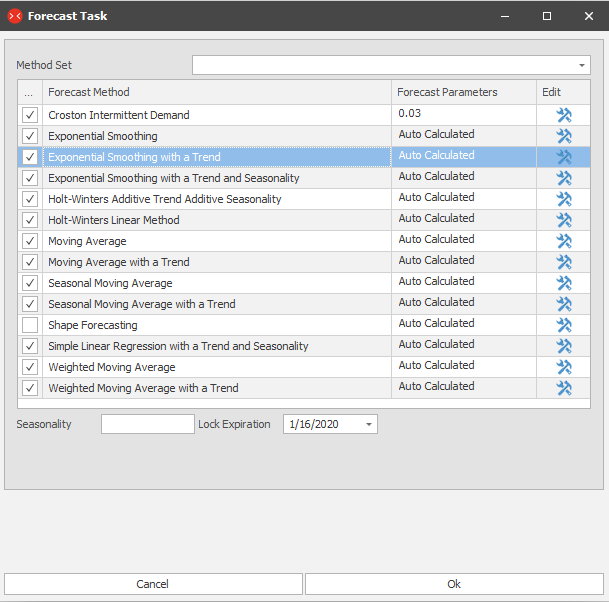 Forecast Task
Method Set
... Forecast Method Forecast Parameters Edit
Croston Intermittent Demand 0.03
Exponential Smoothing Auto Calculated
Exponential Smoothing with a Trend Auto Calculated
Exponential Smoothing with a Trend and Seasonality Auto Calculated
Holt-Winters Additive Trend Additive Seasonality Auto Calculated
Holt-Winters Linear Method Auto Calculated
Moving Average Auto Calculated
Moving Average with a Trend Auto Calculated
Seasonal Moving Average Auto Calculated
Seasonal Moving Average with a Trend Auto Calculated
Shape Forecasting Auto Calculated
Simple Linear Regression with a Trend and Seasonality Auto Calculated
Weighted Moving Average Auto Calculated
Weighted Moving Average with a Trend Auto Calculated
Seasonality Lock Expiration 1/16/2020
Cancel Ok